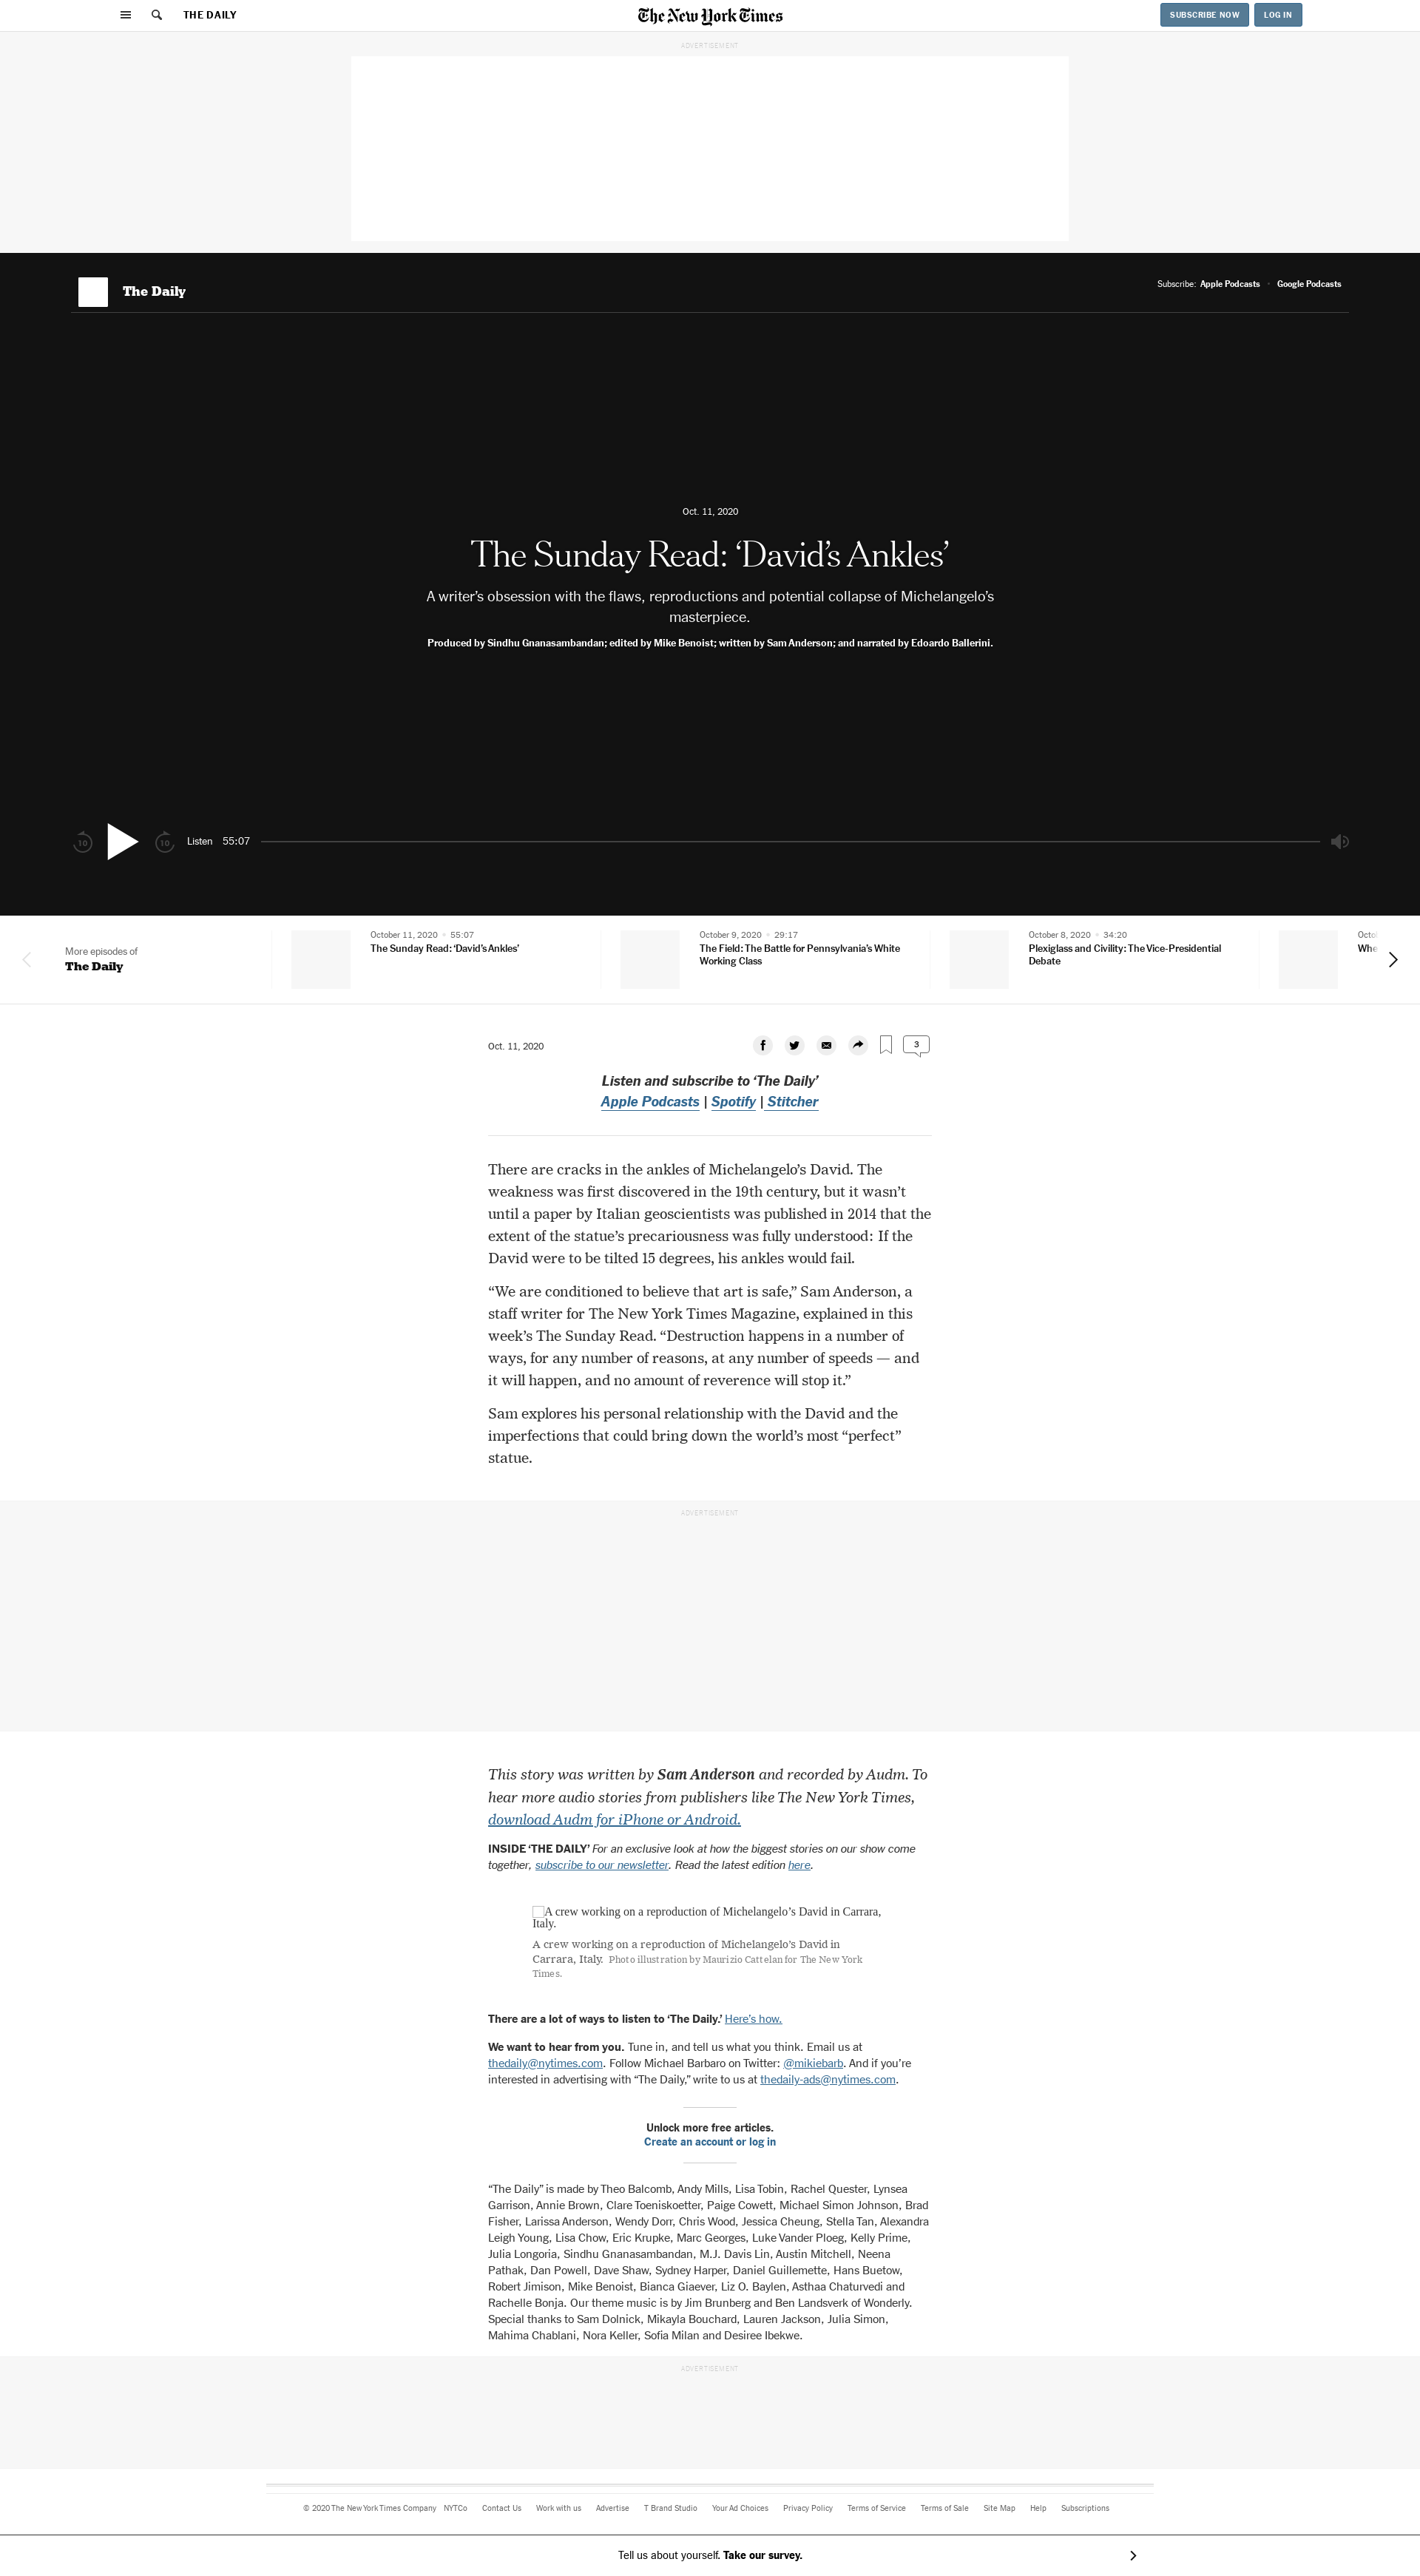 THE DAILY
The New York Times
SUBSCRIBE NOW
LOG IN
ADVERTISEMENT
The Daily
Subscribe: Apple Podcasts • Google Podcasts
Oct. 11, 2020
The Sunday Read: ‘David’s Ankles’
A writer’s obsession with the flaws, reproductions and potential collapse of Michelangelo’s
masterpiece.
Produced by Sindhu Gnanasambandan; edited by Mike Benoist; written by Sam Anderson; and narrated by Edoardo Ballerini.
10
10
Listen 55:07
More episodes of
The Daily
October 11, 2020 • 55:07
The Sunday Read: ‘David’s Ankles’
October 9, 2020 • 29:17
The Field: The Battle for Pennsylvania’s White
Working Class
October 8, 2020 • 34:20
Plexiglass and Civility: The Vice-Presidential
Debate
Octo
Whe
Oct. 11, 2020
3
Listen and subscribe to ‘The Daily’
Apple Podcasts | Spotify | Stitcher
There are cracks in the ankles of Michelangelo’s David. The
weakness was first discovered in the 19th century, but it wasn’t
until a paper by Italian geoscientists was published in 2014 that the
extent of the statue’s precariousness was fully understood: If the
David were to be tilted 15 degrees, his ankles would fail.
“We are conditioned to believe that art is safe,” Sam Anderson, a
staff writer for The New York Times Magazine, explained in this
week’s The Sunday Read. “Destruction happens in a number of
ways, for any number of reasons, at any number of speeds — and
it will happen, and no amount of reverence will stop it.”
Sam explores his personal relationship with the David and the
imperfections that could bring down the world’s most “perfect”
statue.
ADVERTISEMENT
This story was written by Sam Anderson and recorded by Audm. To
hear more audio stories from publishers like The New York Times,
download Audm for iPhone or Android.
INSIDE ‘THE DAILY’ For an exclusive look at how the biggest stories on our show come
together, subscribe to our newsletter. Read the latest edition here.
A crew working on a reproduction of Michelangelo’s David in Carrara,
Italy.
A crew working on a reproduction of Michelangelo’s David in
Carrara, Italy. Photo illustration by Maurizio Cattelan for The New York
Times.
There are a lot of ways to listen to ‘The Daily.’ Here’s how.
We want to hear from you. Tune in, and tell us what you think. Email us at
thedaily@nytimes.com. Follow Michael Barbaro on Twitter: @mikiebarb. And if you’re
interested in advertising with “The Daily,” write to us at thedaily-ads@nytimes.com.
Unlock more free articles.
Create an account or log in
“The Daily” is made by Theo Balcomb, Andy Mills, Lisa Tobin, Rachel Quester, Lynsea
Garrison, Annie Brown, Clare Toeniskoetter, Paige Cowett, Michael Simon Johnson, Brad
Fisher, Larissa Anderson, Wendy Dorr, Chris Wood, Jessica Cheung, Stella Tan, Alexandra
Leigh Young, Lisa Chow, Eric Krupke, Marc Georges, Luke Vander Ploeg, Kelly Prime,
Julia Longoria, Sindhu Gnanasambandan, M.J. Davis Lin, Austin Mitchell, Neena
Pathak, Dan Powell, Dave Shaw, Sydney Harper, Daniel Guillemette, Hans Buetow,
Robert Jimison, Mike Benoist, Bianca Giaever, Liz O. Baylen, Asthaa Chaturvedi and
Rachelle Bonja. Our theme music is by Jim Brunberg and Ben Landsverk of Wonderly.
Special thanks to Sam Dolnick, Mikayla Bouchard, Lauren Jackson, Julia Simon,
Mahima Chablani, Nora Keller, Sofia Milan and Desiree Ibekwe.
ADVERTISEMENT
© 2020 The New York Times Company NYTCo Contact Us Work with us Advertise T Brand Studio Your Ad Choices Privacy Policy Terms of Service Terms of Sale Site Map Help Subscriptions
Tell us about yourself. Take our survey.